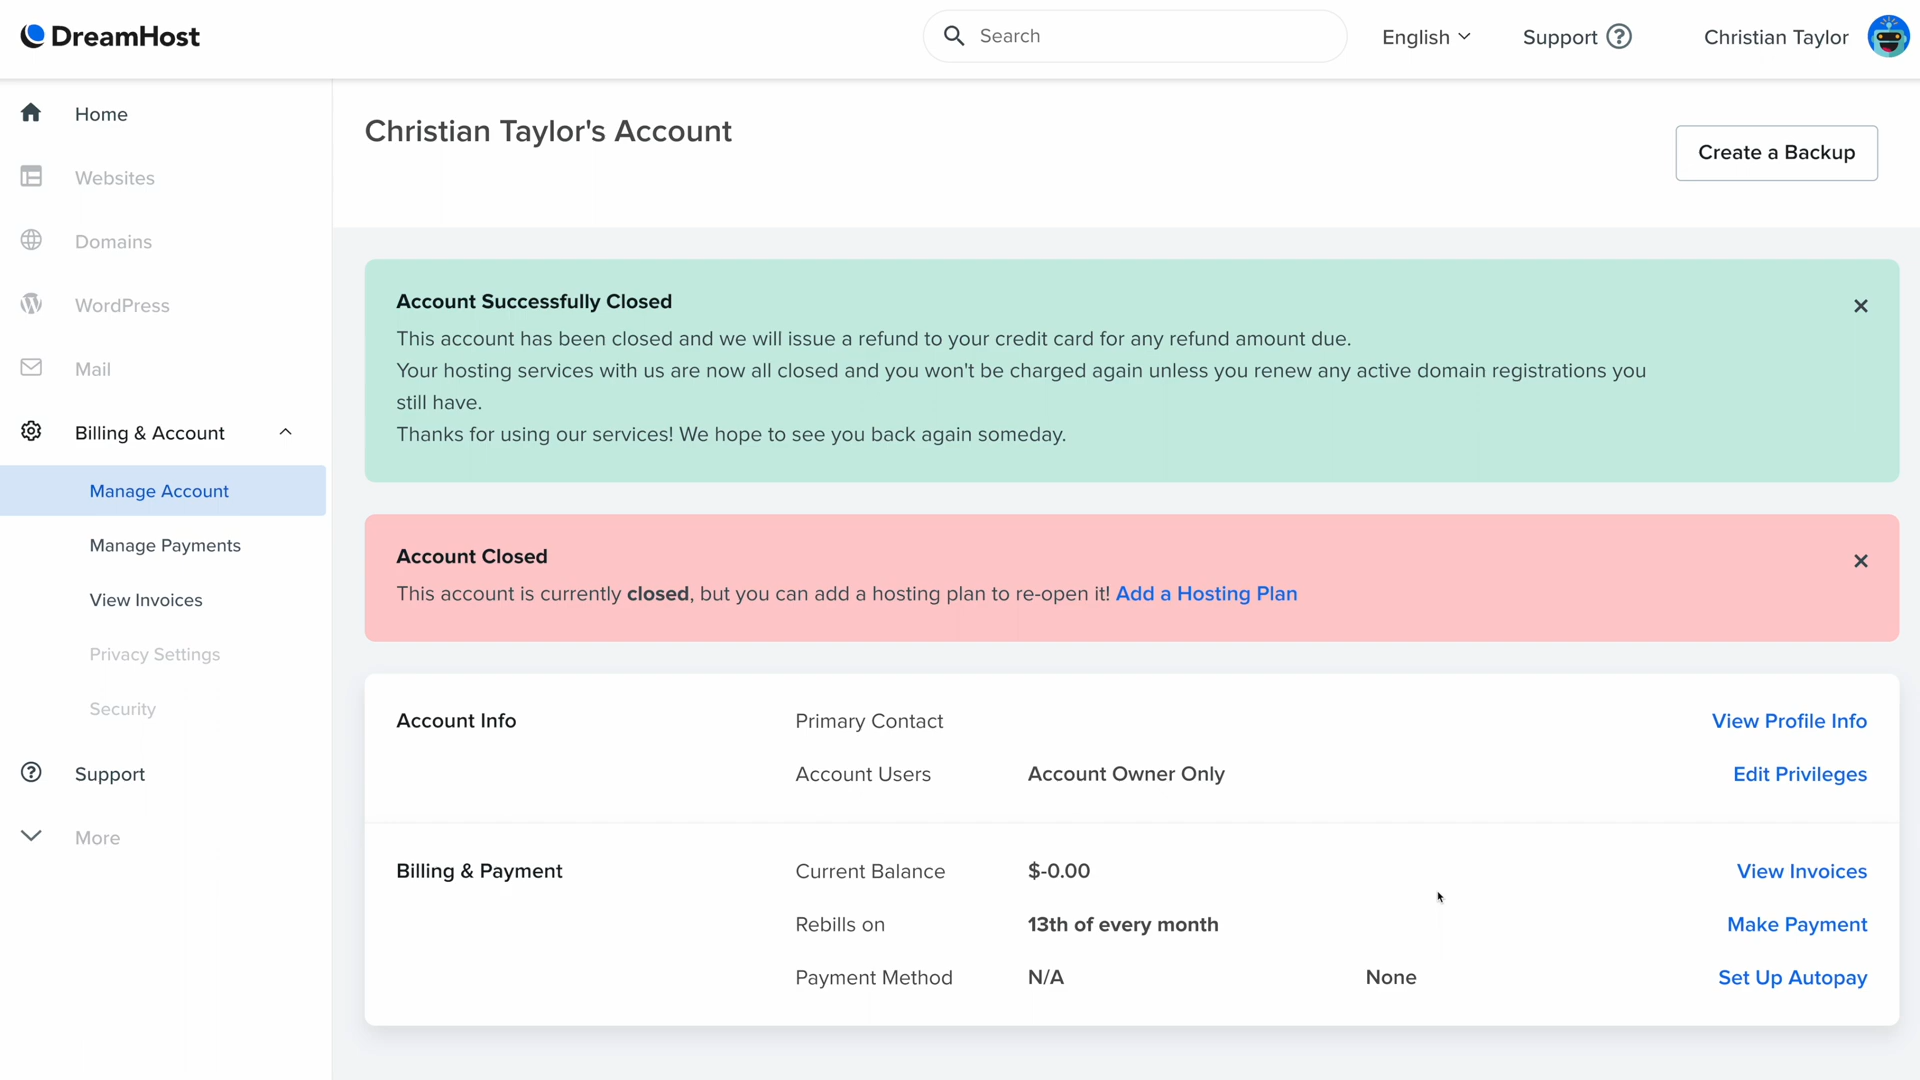 DreamHost
Search
English
Support
Christian Taylor
Home
Websites
Domains
WordPress
Mail
Billing & Account
Manage Account
Manage Payments
View Invoices
Privacy Settings
Security
Support
More
Christian Taylor's Account
Create a Backup
Account Successfully Closed
This account has been closed and we will issue a refund to your credit card for any refund amount due.
Your hosting services with us are now all closed and you won't be charged again unless you renew any active domain registrations you
still have.
Thanks for using our services! We hope to see you back again someday.
Account Closed
This account is currently closed, but you can add a hosting plan to re-open it! Add a Hosting Plan
Account Info
Primary Contact
View Profile Info
Account Users
Account Owner Only
Edit Privileges
Billing & Payment
Current Balance
$-0.00
View Invoices
Rebills on
13th of every month
Make Payment
Payment Method
N/A
None
Set Up Autopay